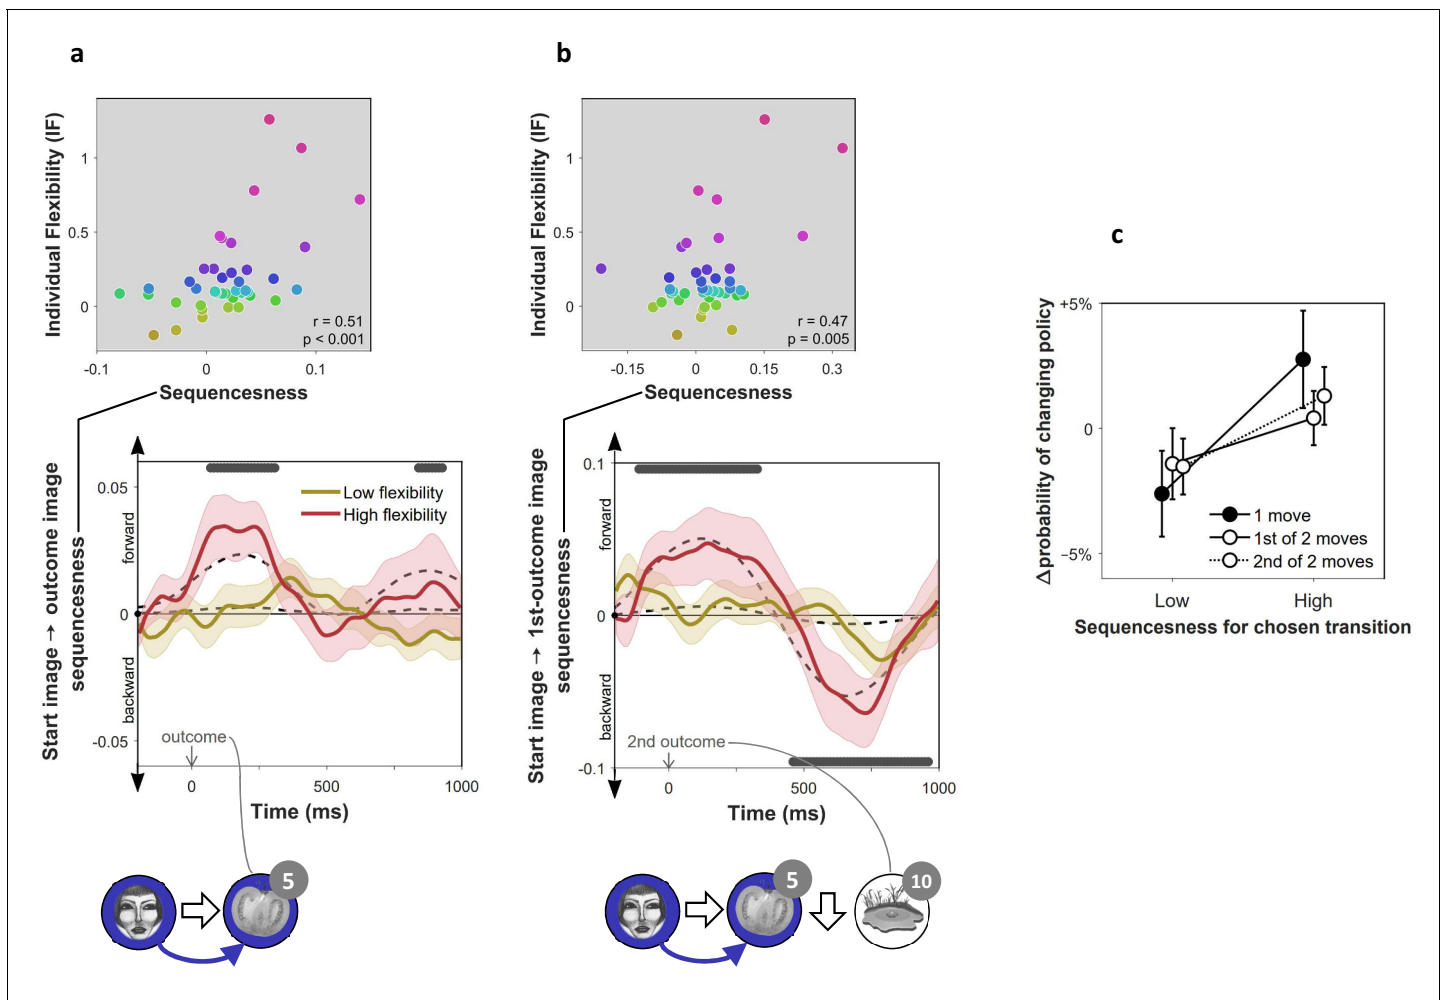 a
Individual Flexibility (IF)
1
0.5
0
r = 0.51
p < 0.001
-0.1
0
0.1
Sequencesness
Start image → outcome image
sequencesness
forward
backward
0.05
0
-0.05
Low flexibility
High flexibility
outcome
0
500
1000
Time (ms)
5
b
Individual Flexibility (IF)
1
0.5
0
r = 0.47
p = 0.005
-0.15
0
0.15
0.3
Sequencesness
Start image → 1st-outcome image
sequencesness
forward
backward
0.1
0
-0.1
2nd outcome
0
500
1000
Time (ms)
5
10
c
Δprobability of changing policy
+5%
0
−5%
1 move
1st of 2 moves
2nd of 2 moves
Low
High
Sequencesness for chosen transition